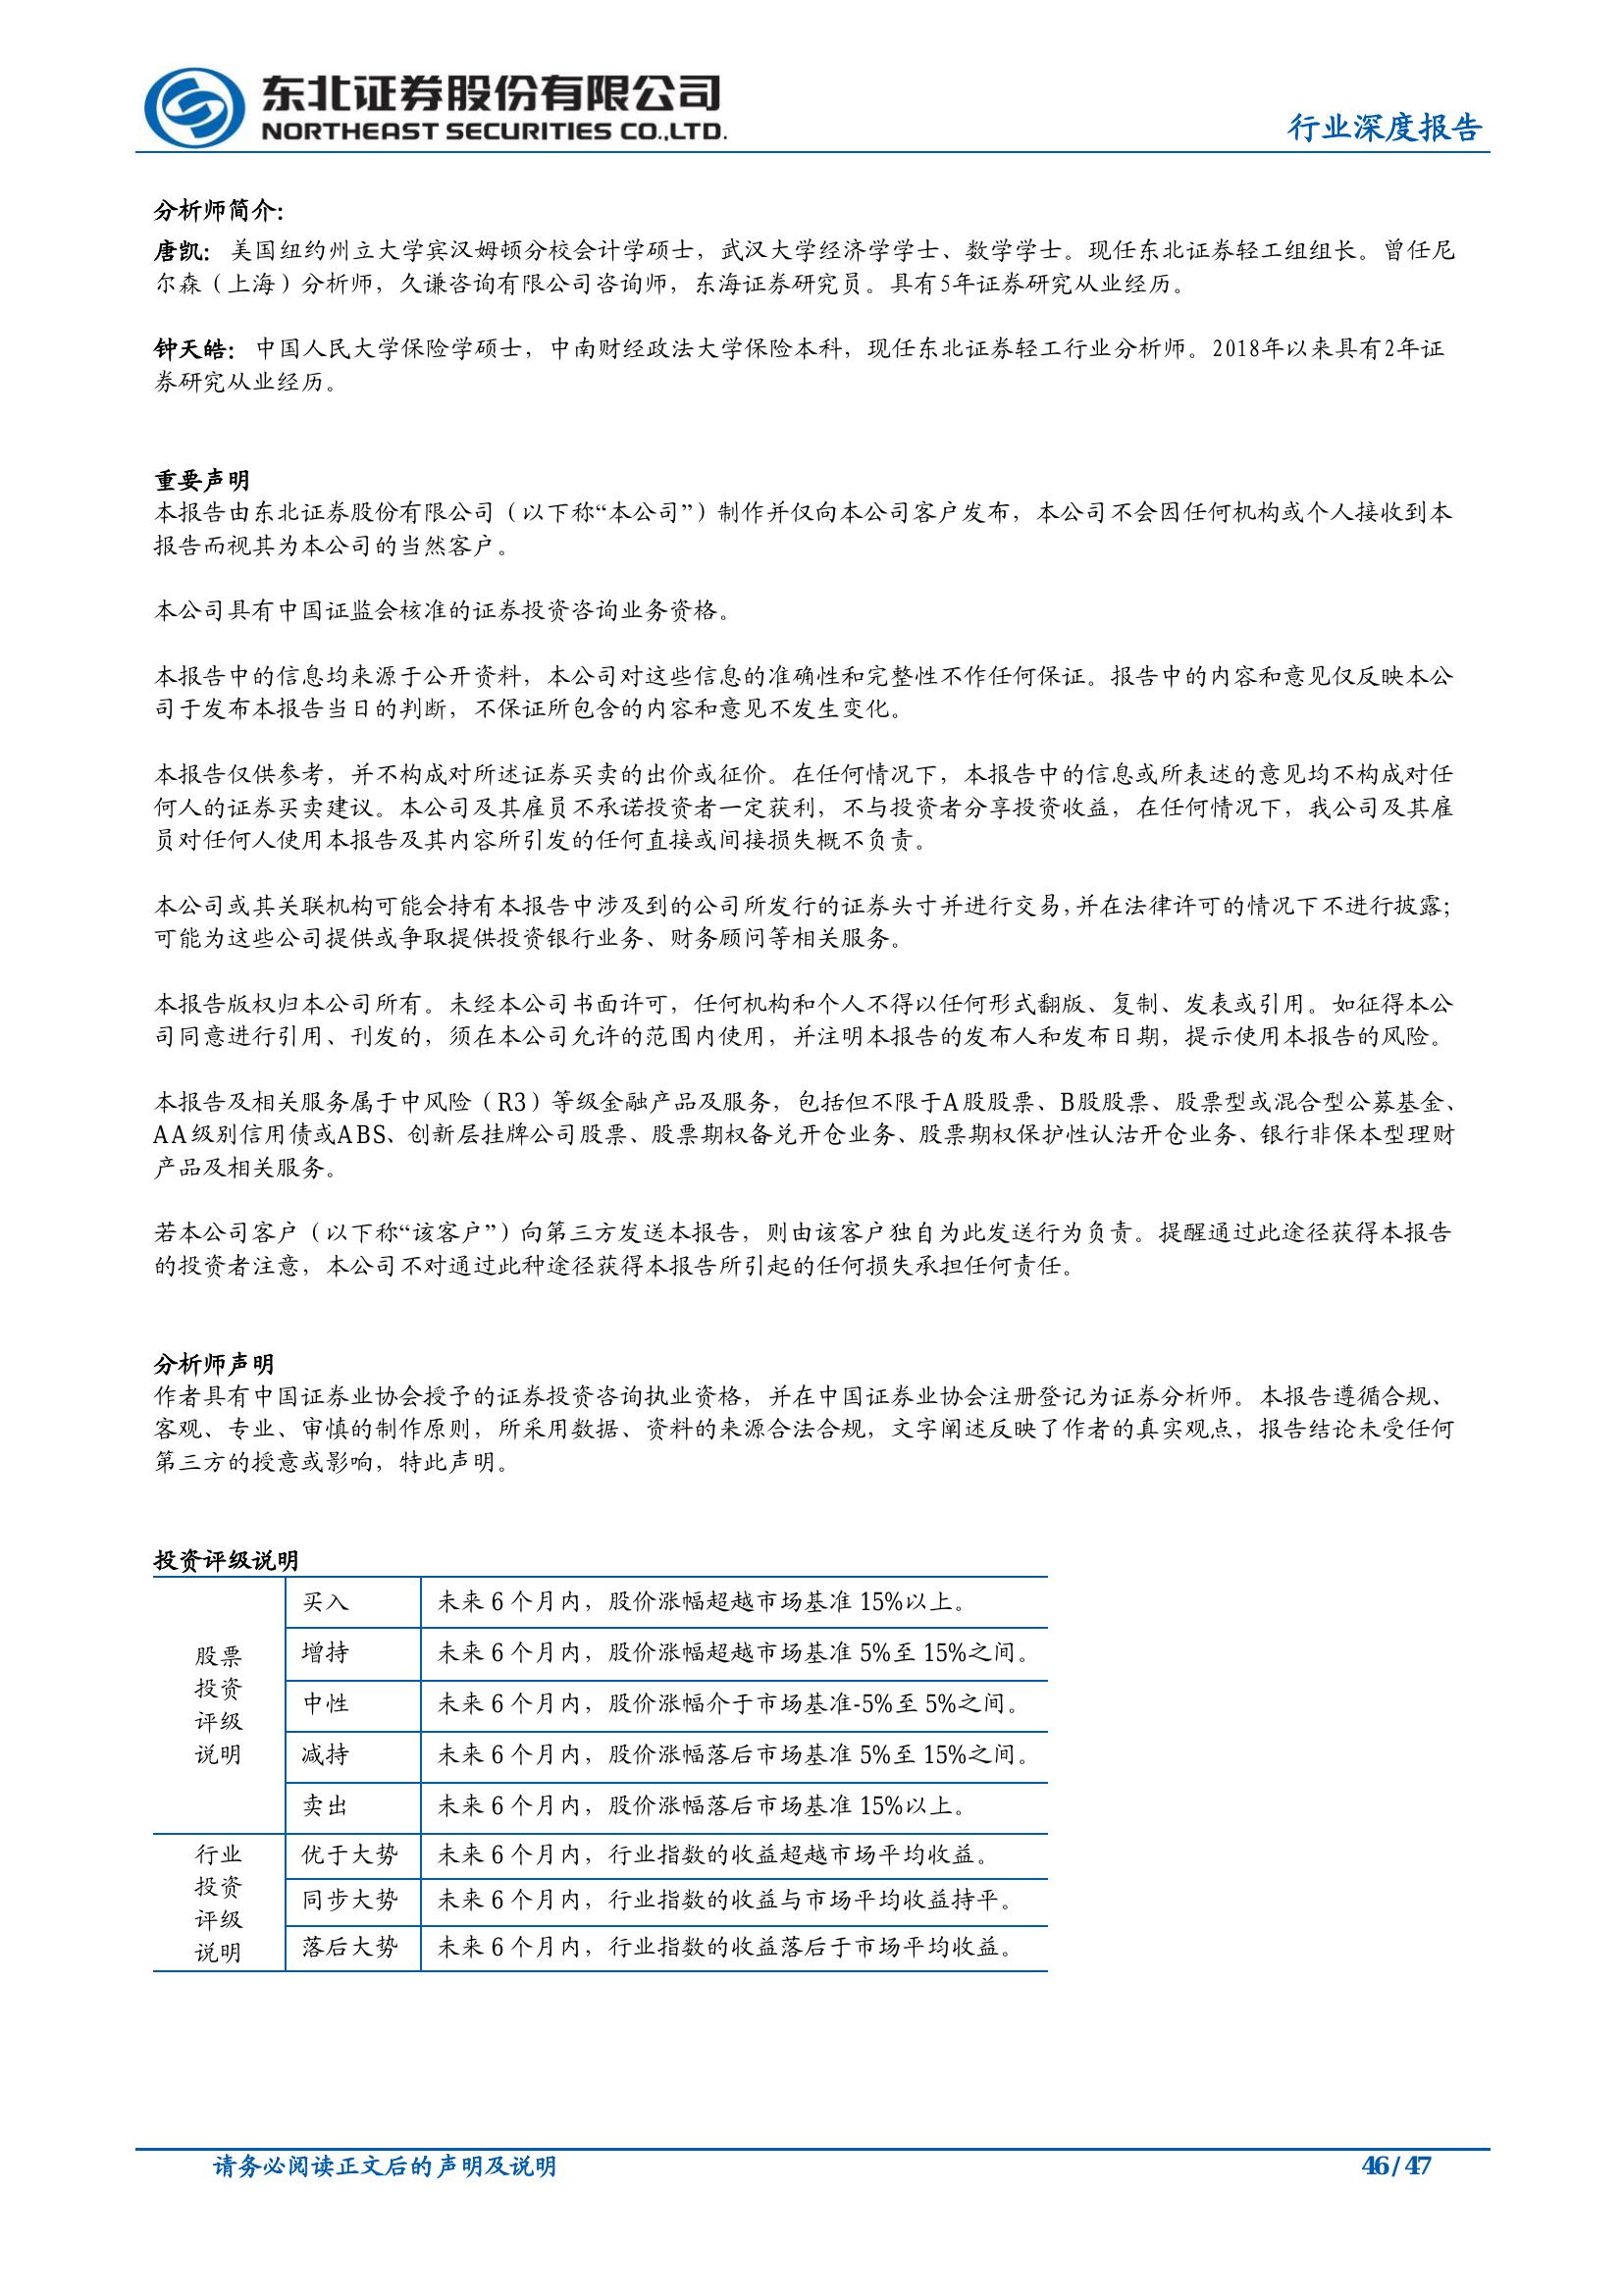 东北证券股份有限公司
NORTHEAST SECURITIES CO.,LTD.
行业深度报告
分析师简介:
唐凯: 美国纽约州立大学宾汉姆顿分校会计学硕士，武汉大学经济学学士、数学学士。现任东北证券轻工组组长。曾任尼
尔森（上海）分析师，久谦咨询有限公司咨询师，东海证券研究员。具有5年证券研究从业经历。
钟天皓: 中国人民大学保险学硕士，中南财经政法大学保险本科，现任东北证券轻工行业分析师。2018年以来具有2年证
券研究从业经历。
重要声明
本报告由东北证券股份有限公司（以下称“本公司”）制作并仅向本公司客户发布，本公司不会因任何机构或个人接收到本
报告而视其为本公司的当然客户。
本公司具有中国证监会核准的证券投资咨询业务资格。
本报告中的信息均来源于公开资料，本公司对这些信息的准确性和完整性不作任何保证。报告中的内容和意见仅反映本公
司于发布本报告当日的判断，不保证所包含的内容和意见不发生变化。
本报告仅供参考，并不构成对所述证券买卖的出价或征价。在任何情况下，本报告中的信息或所表述的意见均不构成对任
何人的证券买卖建议。本公司及其雇员不承诺投资者一定获利，不与投资者分享投资收益，在任何情况下，我公司及其雇
员对任何人使用本报告及其内容所引发的任何直接或间接损失概不负责。
本公司或其关联机构可能会持有本报告中涉及到的公司所发行的证券头寸并进行交易,并在法律许可的情况下不进行披露;
可能为这些公司提供或争取提供投资银行业务、财务顾问等相关服务。
本报告版权归本公司所有。未经本公司书面许可，任何机构和个人不得以任何形式翻版、复制、发表或引用。如征得本公
司同意进行引用、刊发的，须在本公司允许的范围内使用，并注明本报告的发布人和发布日期，提示使用本报告的风险。
本报告及相关服务属于中风险（R3）等级金融产品及服务，包括但不限于A股股票、B股股票、股票型或混合型公募基金、
AA级别信用债或ABS、创新层挂牌公司股票、股票期权备兑开仓业务、股票期权保护性认沽开仓业务、银行非保本型理财
产品及相关服务。
若本公司客户（以下称“该客户”）向第三方发送本报告，则由该客户独自为此发送行为负责。提醒通过此途径获得本报告
的投资者注意，本公司不对通过此种途径获得本报告所引起的任何损失承担任何责任。
分析师声明
作者具有中国证券业协会授予的证券投资咨询执业资格，并在中国证券业协会注册登记为证券分析师。本报告遵循合规、
客观、专业、审慎的制作原则，所采用数据、资料的来源合法合规，文字阐述反映了作者的真实观点，报告结论未受任何
第三方的授意或影响，特此声明。
投资评级说明
股票
投资
评级
说明
买入 未来 6 个月内，股价涨幅超越市场基准 15%以上。
增持 未来 6 个月内，股价涨幅超越市场基准 5%至 15%之间。
中性 未来 6 个月内，股价涨幅介于市场基准-5%至 5%之间。
减持 未来 6 个月内，股价涨幅落后市场基准 5%至 15%之间。
卖出 未来 6 个月内，股价涨幅落后市场基准 15%以上。
行业
投资
评级
说明
优于大势 未来 6 个月内，行业指数的收益超越市场平均收益。
同步大势 未来 6 个月内，行业指数的收益与市场平均收益持平。
落后大势 未来 6 个月内，行业指数的收益落后于市场平均收益。
请务必阅读正文后的声明及说明
46 / 47